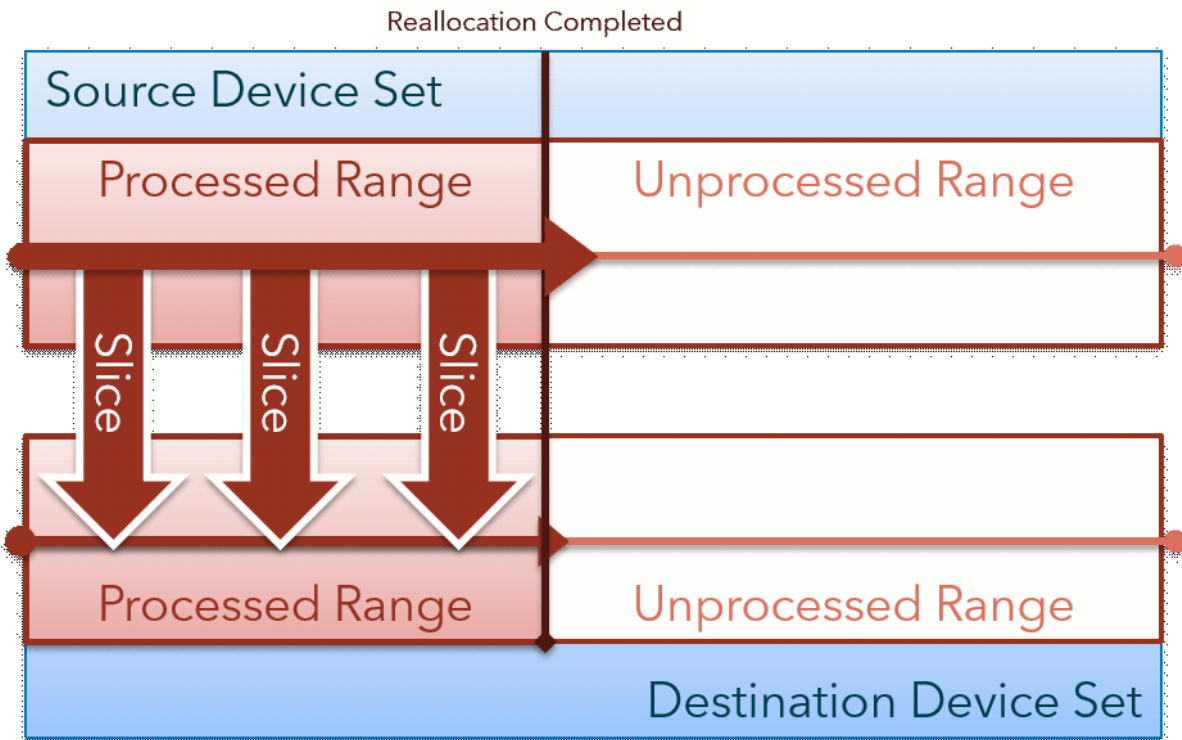 Reallocation Completed
Source Device Set
Processed Range
Unprocessed Range
Slice
Slice
Slice
Processed Range
Unprocessed Range
Destination Device Set